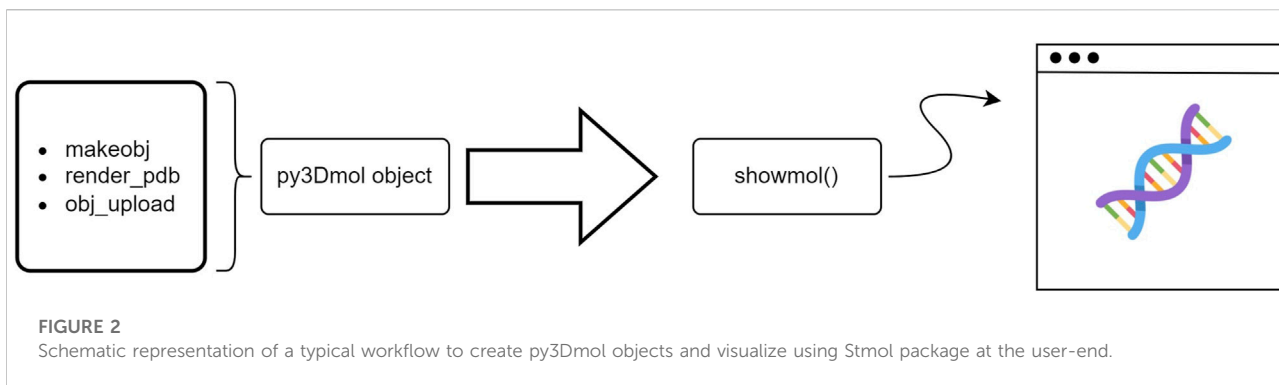 • makeobj
• render_pdb
• obj_upload
py3Dmol object
showmol()
FIGURE 2
Schematic representation of a typical workflow to create py3Dmol objects and visualize using Stmol package at the user-end.